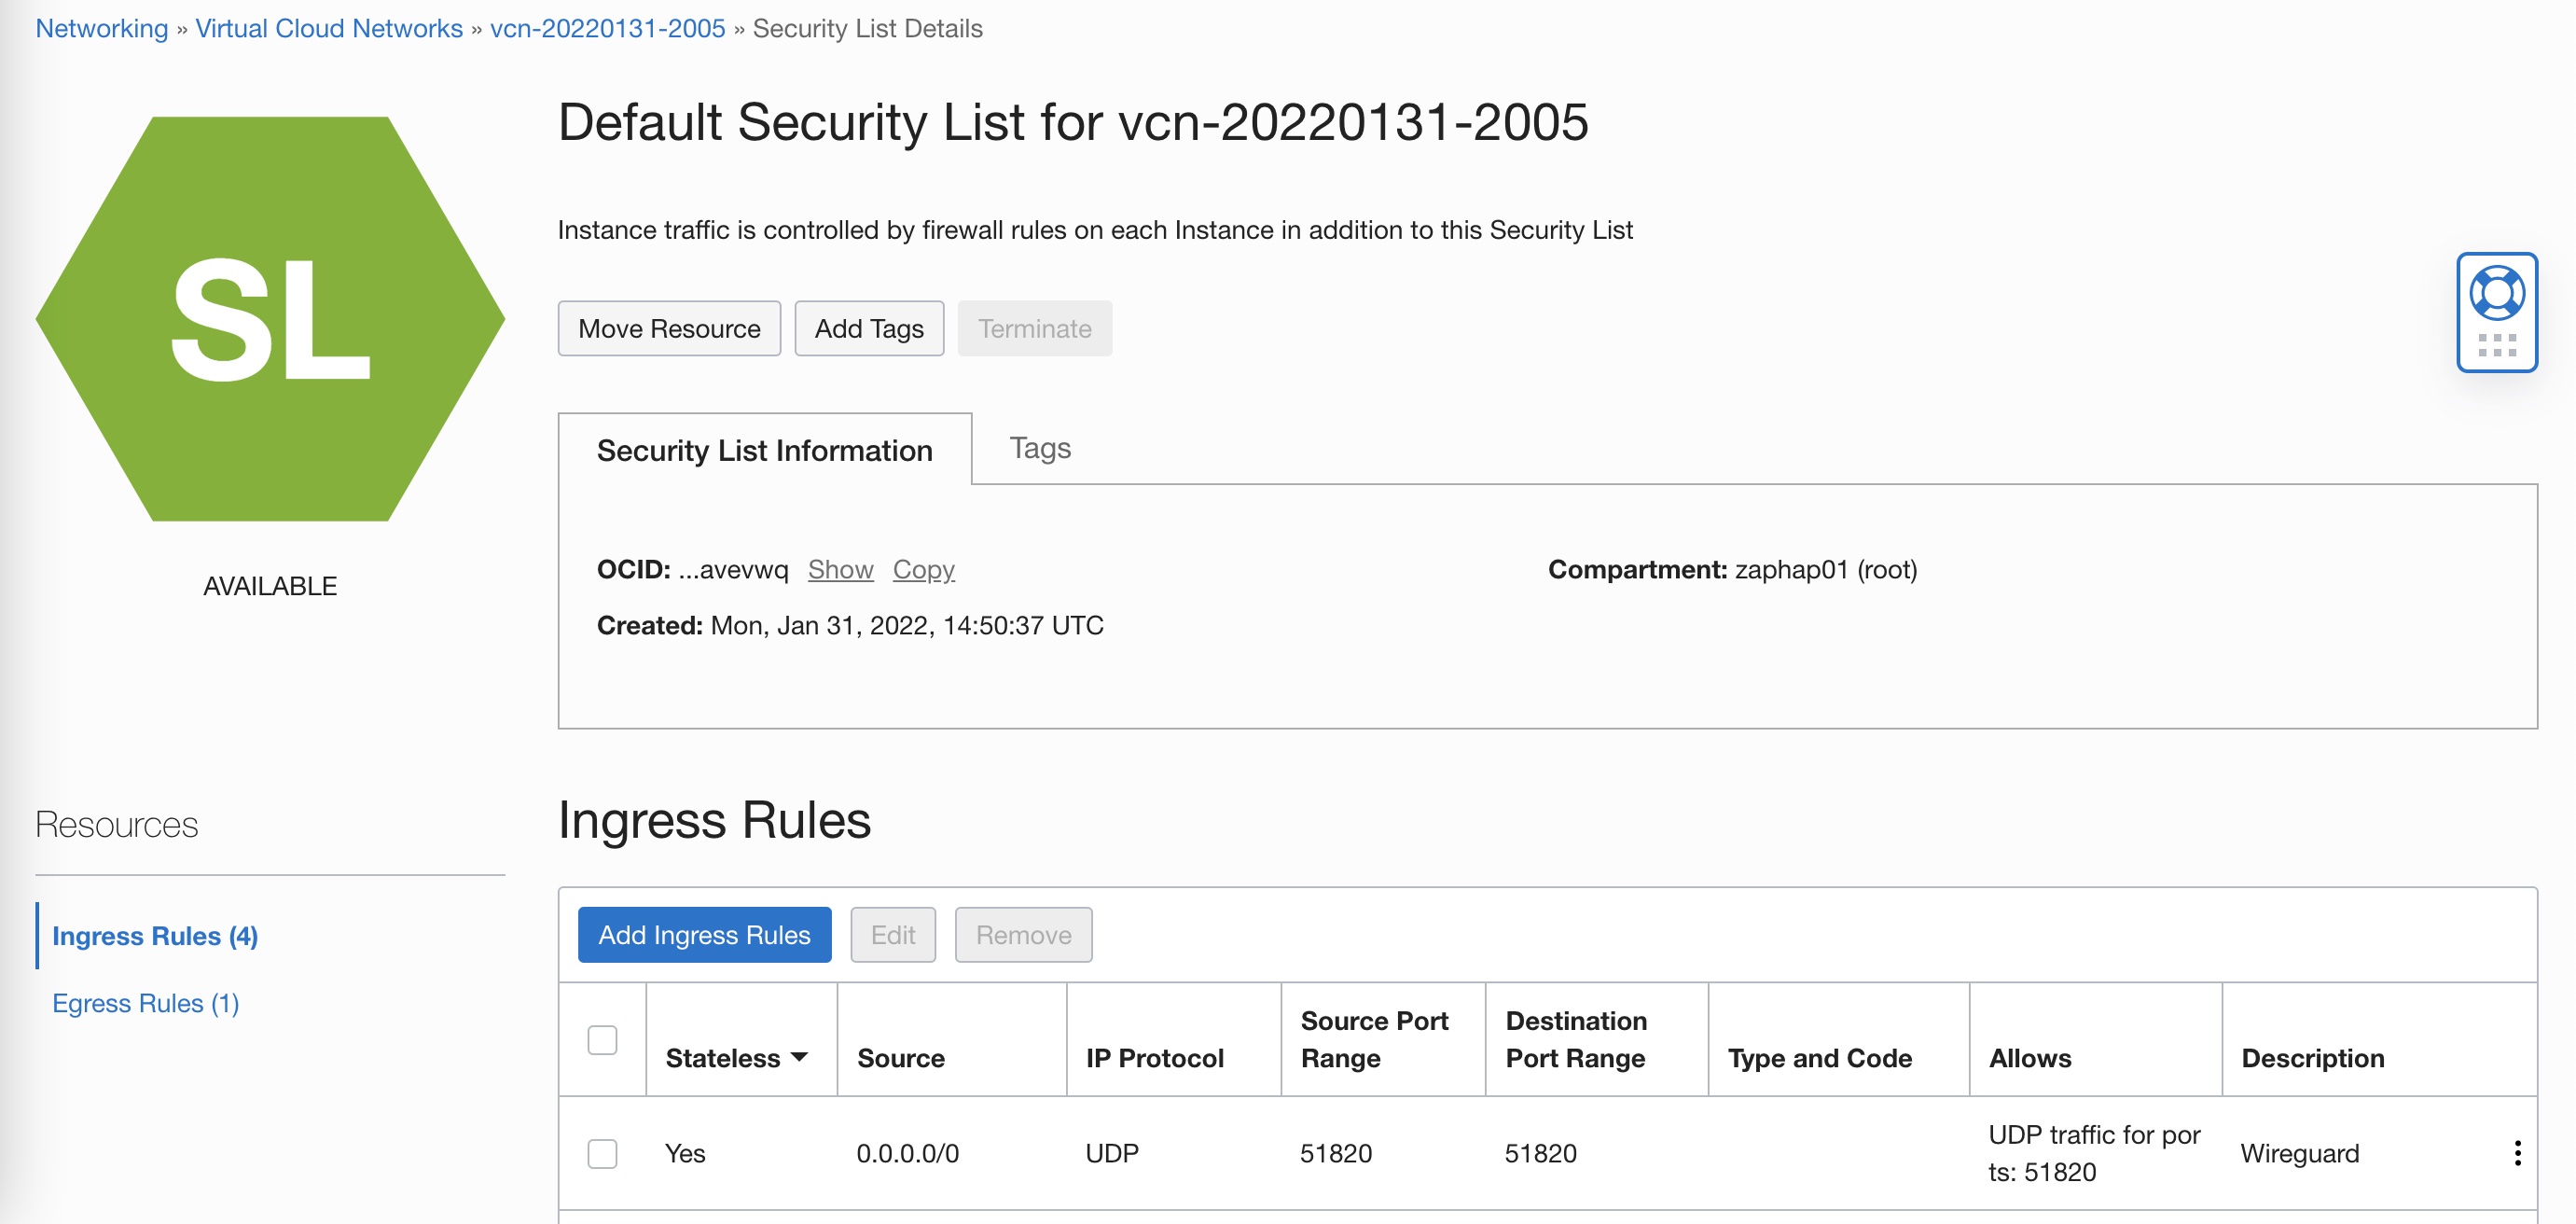 Networking » Virtual Cloud Networks » vcn-20220131-2005 » Security List Details
SL
AVAILABLE
Default Security List for vcn-20220131-2005
Instance traffic is controlled by firewall rules on each Instance in addition to this Security List
Move Resource Add Tags Terminate
Security List Information Tags
OCID: ...avevwq Show Copy Compartment: zaphap01 (root)
Created: Mon, Jan 31, 2022, 14:50:37 UTC
Resources
Ingress Rules (4)
Egress Rules (1)
Ingress Rules
Add Ingress Rules Edit Remove
Stateless Source IP Protocol Source Port Range Destination Port Range Type and Code Allows Description
Yes 0.0.0.0/0 UDP 51820 51820 UDP traffic for por
ts: 51820 Wireguard